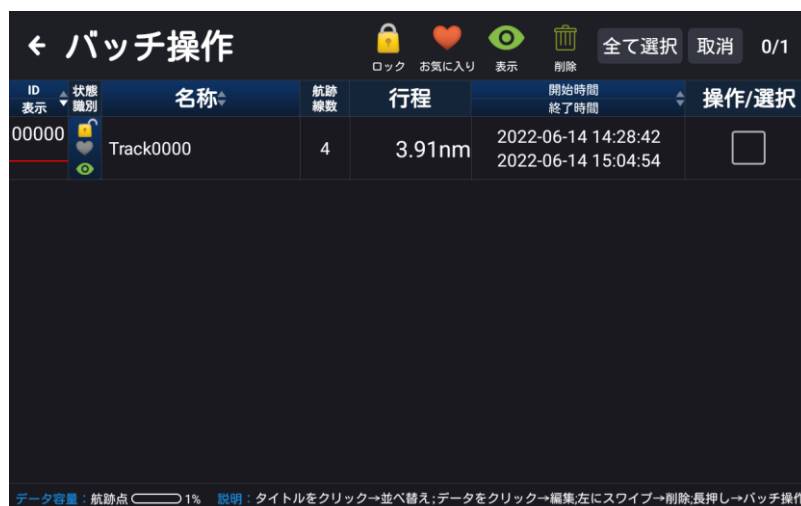 バッチ操作
ロック お気に入り 表示 削除 全て選択 取消 0/1
ID 表示 状態 識別 名称 航跡 線数 行程 開始時間 終了時間 操作/選択
00000 Track0000 4 3.91nm 2022-06-14 14:28:42
2022-06-14 15:04:54
データ容量：航跡点 1% 説明：タイトルをクリック→並べ替え;データをクリック→編集;左にスワイプ→削除;長押し→バッチ操作